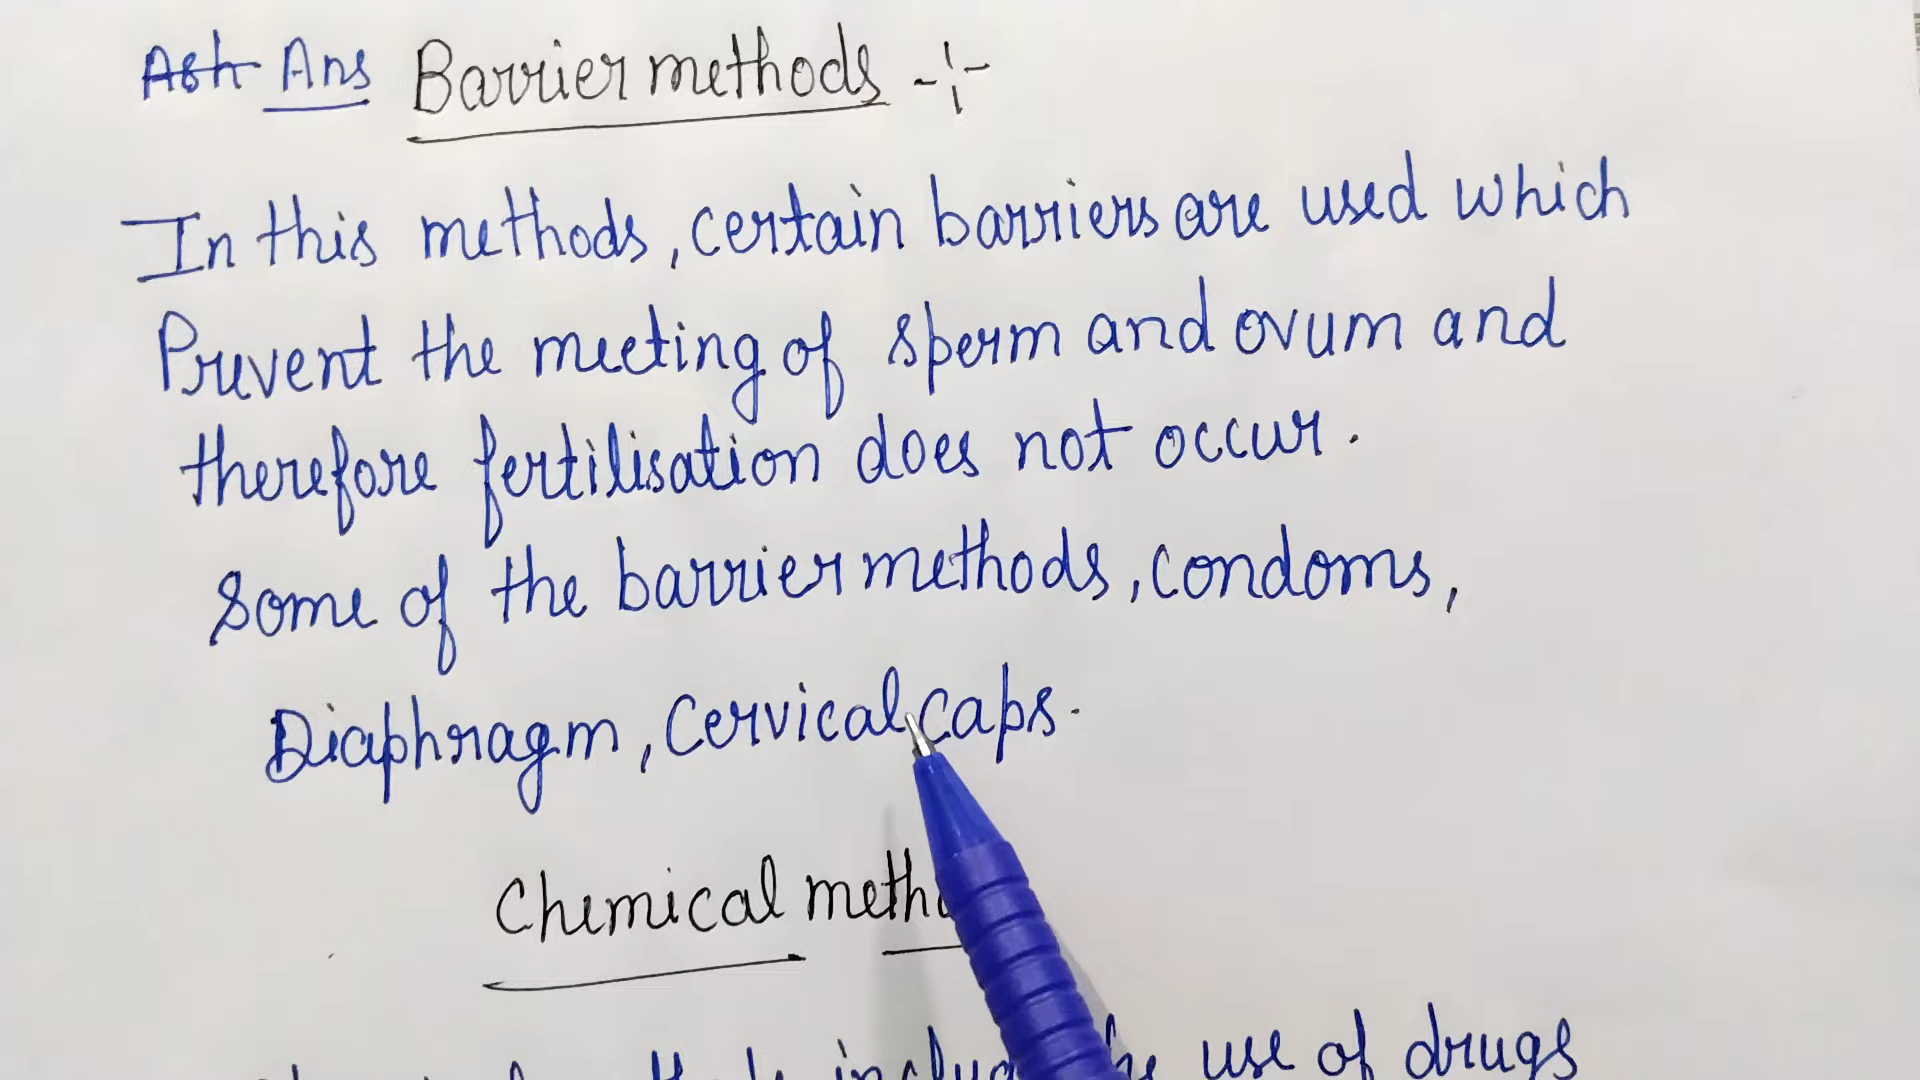 Ans Barrier methods
In this methods, certain barriers are used which
Prevent the meeting of sperm and ovum and
therefore fertilisation does not occur.
Some of the barrier methods, condoms,
Diaphragm, Cervical caps.
Chemical meth
use of drugs